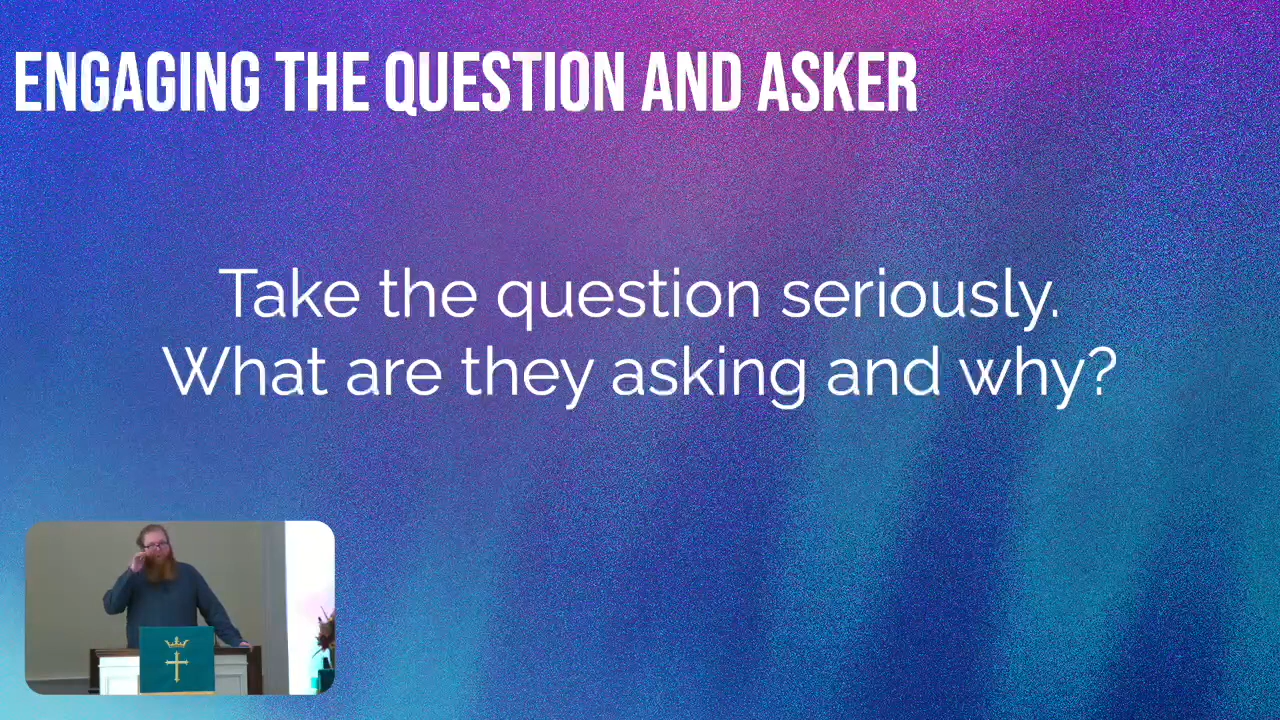 ENGAGING THE QUESTION AND ASKER
Take the question seriously.
What are they asking and why?